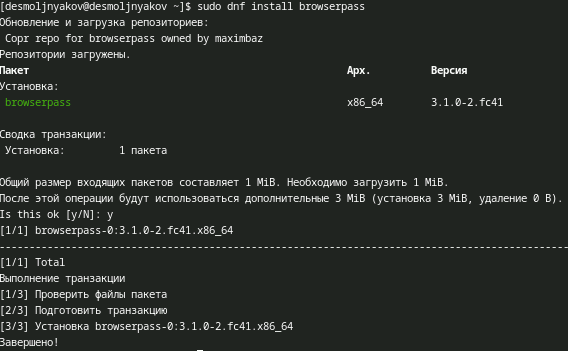 [desmoljnyakov@desmoljnyakov ~]$ sudo dnf install browserpass
Обновление и загрузка репозиториев:
Copr repo for browserpass owned by maximbaz
Репозитории загружены.
Пакет Арх. Версия
Установка:
browserpass x86_64 3.1.0-2.fc41
Сводка транзакции:
Установка: 1 пакета
Общий размер входящих пакетов составляет 1 MiB. Необходимо загрузить 1 MiB.
После этой операции будут использоваться дополнительные 3 MiB (установка 3 MiB, удаление 0 B).
Is this ok [y/N]: y
[1/1] browserpass-0:3.1.0-2.fc41.x86_64
--------------------------------------------------------------------------------
[1/1] Total
Выполнение транзакции
[1/3] Проверить файлы пакета
[2/3] Подготовить транзакцию
[3/3] Установка browserpass-0:3.1.0-2.fc41.x86_64
Завершено!